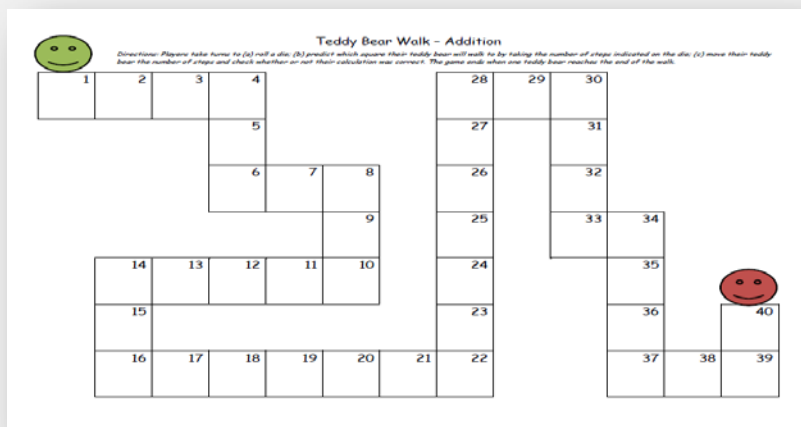 Teddy Bear Walk - Addition
Directions: Players take turns to (a) roll a die; (b) predict which square their teddy bear will walk to by taking the number of steps indicated on the die; (c) move their teddy
bear the number of steps and check whether or not their calculation was correct. The game ends when one teddy bear reaches the end of the walk.
1 2 3 4 28 29 30
5 27 31
6 7 8 26 32
9 25 33 34
14 13 12 11 10 24 35
15 23 36 40
16 17 18 19 20 21 22 37 38 39